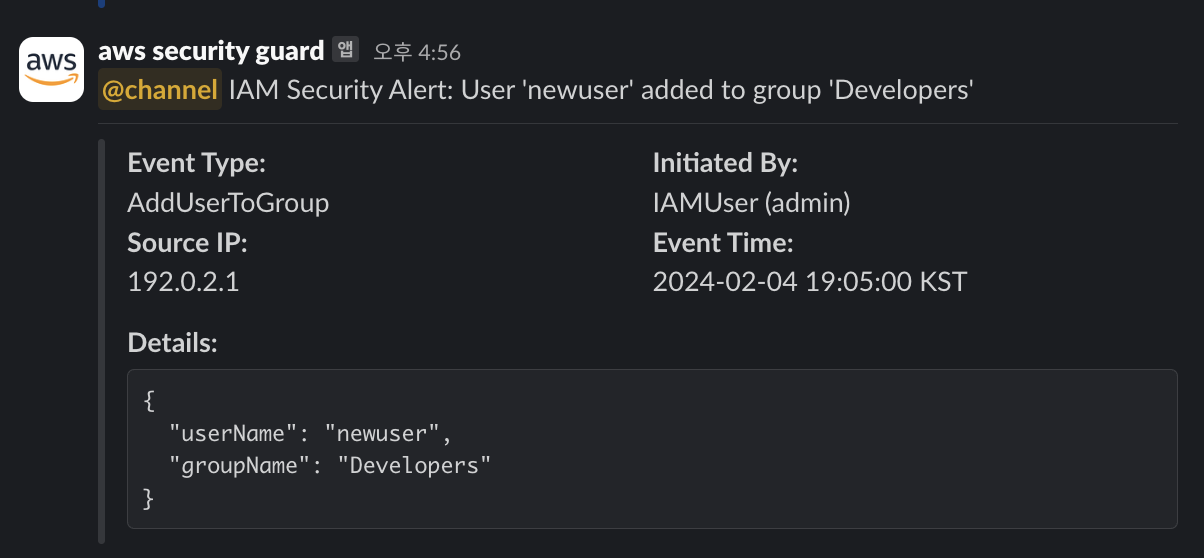 aws
aws security guard 앱 오후 4:56
@channel IAM Security Alert: User 'newuser' added to group 'Developers'
Event Type:
AddUserToGroup
Initiated By:
IAMUser (admin)
Source IP:
192.0.2.1
Event Time:
2024-02-04 19:05:00 KST
Details:
{
"userName": "newuser",
"groupName": "Developers"
}